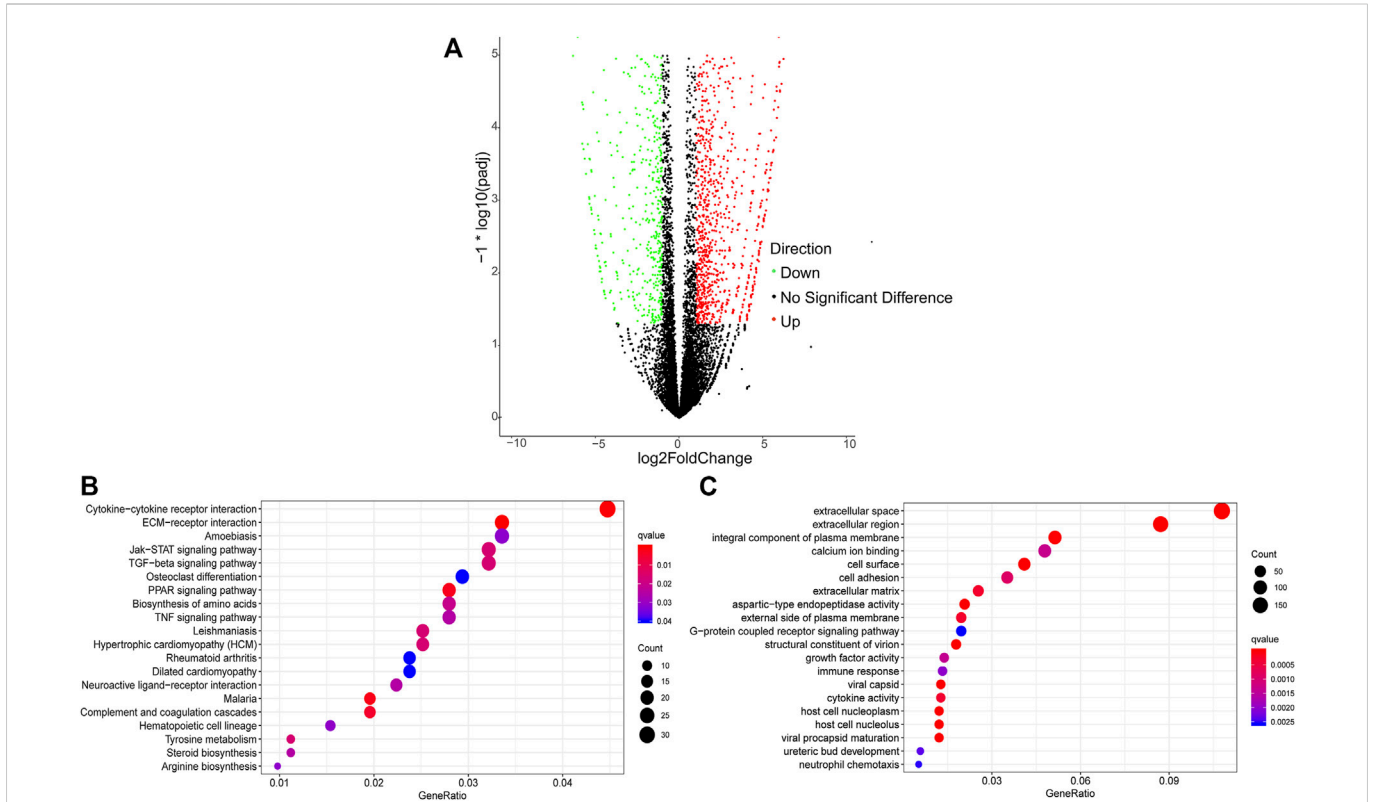 A
5
4
3
2
1
0
−1 * log10(padj)
−10
−5
0
5
10
log2FoldChange
Direction
Down
No Significant Difference
Up
B
Cytokine−cytokine receptor interaction
ECM−receptor interaction
Amoebiasis
Jak−STAT signaling pathway
TGF−beta signaling pathway
Osteoclast differentiation
PPAR signaling pathway
Biosynthesis of amino acids
TNF signaling pathway
Leishmaniasis
Hypertrophic cardiomyopathy (HCM)
Rheumatoid arthritis
Dilated cardiomyopathy
Neuroactive ligand−receptor interaction
Malaria
Complement and coagulation cascades
Hematopoietic cell lineage
Tyrosine metabolism
Steroid biosynthesis
Arginine biosynthesis
0.01
0.02
0.03
0.04
GeneRatio
qvalue
0.01
0.02
0.03
0.04
Count
10
15
20
25
30
C
extracellular space
extracellular region
integral component of plasma membrane
calcium ion binding
cell surface
cell adhesion
extracellular matrix
aspartic−type endopeptidase activity
external side of plasma membrane
G−protein coupled receptor signaling pathway
structural constituent of virion
growth factor activity
immune response
viral capsid
cytokine activity
host cell nucleoplasm
host cell nucleolus
viral procapsid maturation
ureteric bud development
neutrophil chemotaxis
0.03
0.06
0.09
GeneRatio
Count
50
100
150
qvalue
0.0005
0.0010
0.0015
0.0020
0.0025